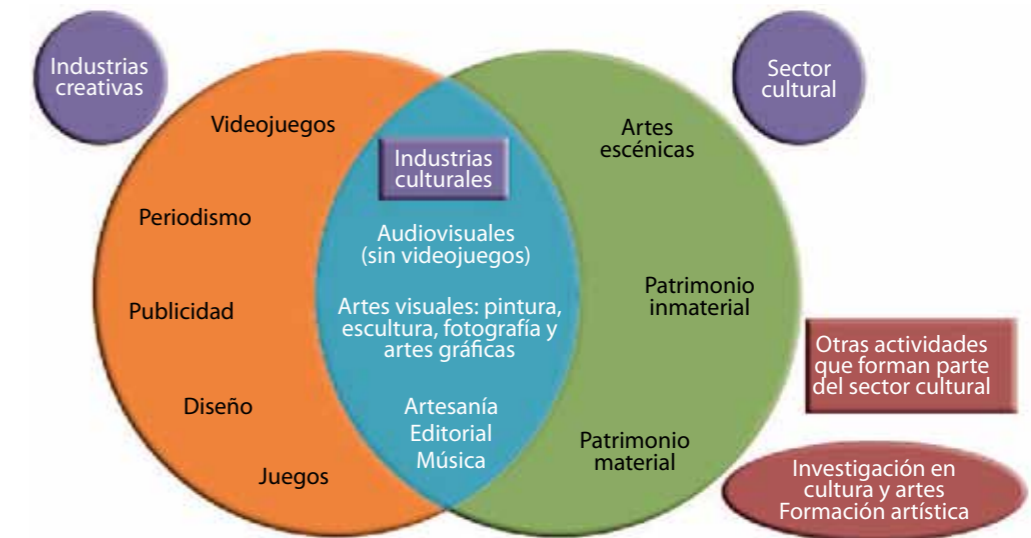 Industrias
creativas
Sector
cultural
Videojuegos
Periodismo
Publicidad
Diseño
Juegos
Industrias
culturales
Audiovisuales
(sin videojuegos)
Artes visuales: pintura,
escultura, fotografía y
artes gráficas
Artesanía
Editorial
Música
Artes
escénicas
Patrimonio
inmaterial
Patrimonio
material
Otras actividades
que forman parte
del sector cultural
Investigación en
cultura y artes
Formación artística